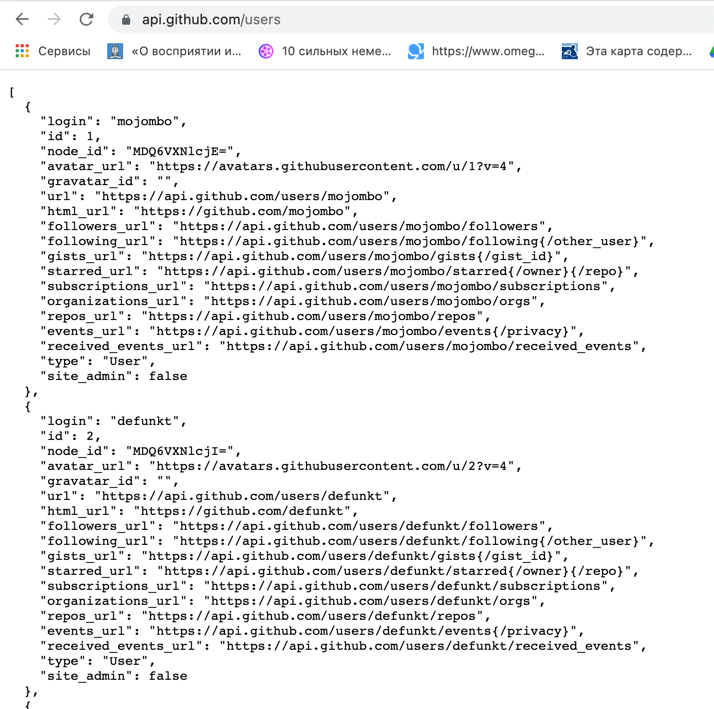 api.github.com/users
Сервисы «О восприятии и... 10 сильных неме... https://www.omeg... Эта карта содер...
[
  {
    "login": "mojombo",
    "id": 1,
    "node_id": "MDQ6VXNlcjE=",
    "avatar_url": "https://avatars.githubusercontent.com/u/1?v=4",
    "gravatar_id": "",
    "url": "https://api.github.com/users/mojombo",
    "html_url": "https://github.com/mojombo",
    "followers_url": "https://api.github.com/users/mojombo/followers",
    "following_url": "https://api.github.com/users/mojombo/following{/other_user}",
    "gists_url": "https://api.github.com/users/mojombo/gists{/gist_id}",
    "starred_url": "https://api.github.com/users/mojombo/starred{/owner}{/repo}",
    "subscriptions_url": "https://api.github.com/users/mojombo/subscriptions",
    "organizations_url": "https://api.github.com/users/mojombo/orgs",
    "repos_url": "https://api.github.com/users/mojombo/repos",
    "events_url": "https://api.github.com/users/mojombo/events{/privacy}",
    "received_events_url": "https://api.github.com/users/mojombo/received_events",
    "type": "User",
    "site_admin": false
  },
  {
    "login": "defunkt",
    "id": 2,
    "node_id": "MDQ6VXNlcjI=",
    "avatar_url": "https://avatars.githubusercontent.com/u/2?v=4",
    "gravatar_id": "",
    "url": "https://api.github.com/users/defunkt",
    "html_url": "https://github.com/defunkt",
    "followers_url": "https://api.github.com/users/defunkt/followers",
    "following_url": "https://api.github.com/users/defunkt/following{/other_user}",
    "gists_url": "https://api.github.com/users/defunkt/gists{/gist_id}",
    "starred_url": "https://api.github.com/users/defunkt/starred{/owner}{/repo}",
    "subscriptions_url": "https://api.github.com/users/defunkt/subscriptions",
    "organizations_url": "https://api.github.com/users/defunkt/orgs",
    "repos_url": "https://api.github.com/users/defunkt/repos",
    "events_url": "https://api.github.com/users/defunkt/events{/privacy}",
    "received_events_url": "https://api.github.com/users/defunkt/received_events",
    "type": "User",
    "site_admin": false
  },
  {